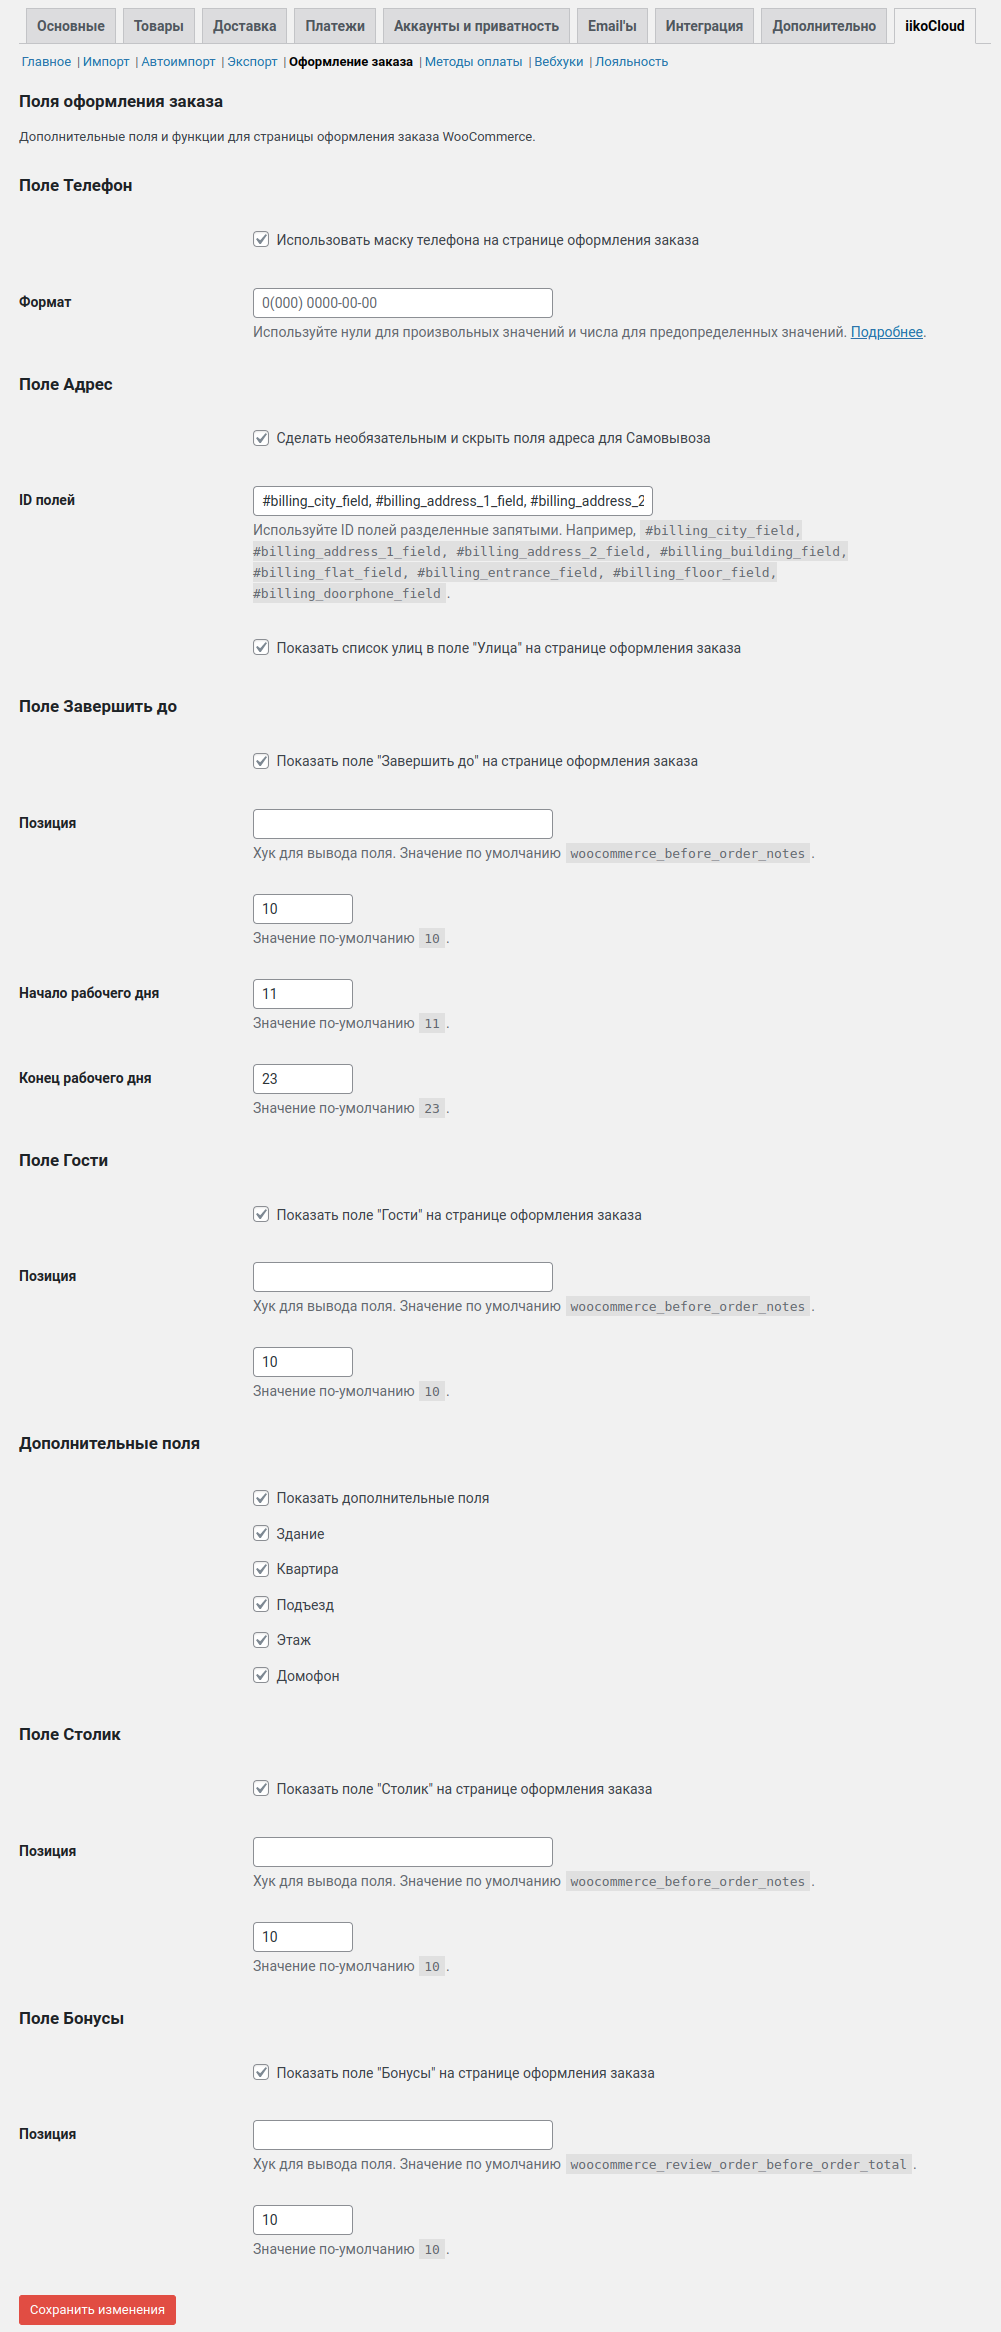 Основные Товары Доставка Платежи Аккаунты и приватность Email'ы Интеграция Дополнительно iikoCloud
Главное | Импорт | Автоимпорт | Экспорт | Оформление заказа | Методы оплаты | Вебхуки | Лояльность
Поля оформления заказа
Дополнительные поля и функции для страницы оформления заказа WooCommerce.
Поле Телефон
Использовать маску телефона на странице оформления заказа
Формат
0(000) 0000-00-00
Используйте нули для произвольных значений и числа для предопределенных значений. Подробнее.
Поле Адрес
Сделать необязательным и скрыть поля адреса для Самовывоза
ID полей
#billing_city_field, #billing_address_1_field, #billing_address_2
Используйте ID полей разделенные запятыми. Например, #billing_city_field,
#billing_address_1_field, #billing_address_2_field, #billing_building_field,
#billing_flat_field, #billing_entrance_field, #billing_floor_field,
#billing_doorphone_field.
Показать список улиц в поле "Улица" на странице оформления заказа
Поле Завершить до
Показать поле "Завершить до" на странице оформления заказа
Позиция
Хук для вывода поля. Значение по умолчанию woocommerce_before_order_notes.
10
Значение по-умолчанию 10.
Начало рабочего дня
11
Значение по-умолчанию 11.
Конец рабочего дня
23
Значение по-умолчанию 23.
Поле Гости
Показать поле "Гости" на странице оформления заказа
Позиция
Хук для вывода поля. Значение по умолчанию woocommerce_before_order_notes.
10
Значение по-умолчанию 10.
Дополнительные поля
Показать дополнительные поля
Здание
Квартира
Подъезд
Этаж
Домофон
Поле Столик
Показать поле "Столик" на странице оформления заказа
Позиция
Хук для вывода поля. Значение по умолчанию woocommerce_before_order_notes.
10
Значение по-умолчанию 10.
Поле Бонусы
Показать поле "Бонусы" на странице оформления заказа
Позиция
Хук для вывода поля. Значение по умолчанию woocommerce_review_order_before_order_total.
10
Значение по-умолчанию 10.
Сохранить изменения